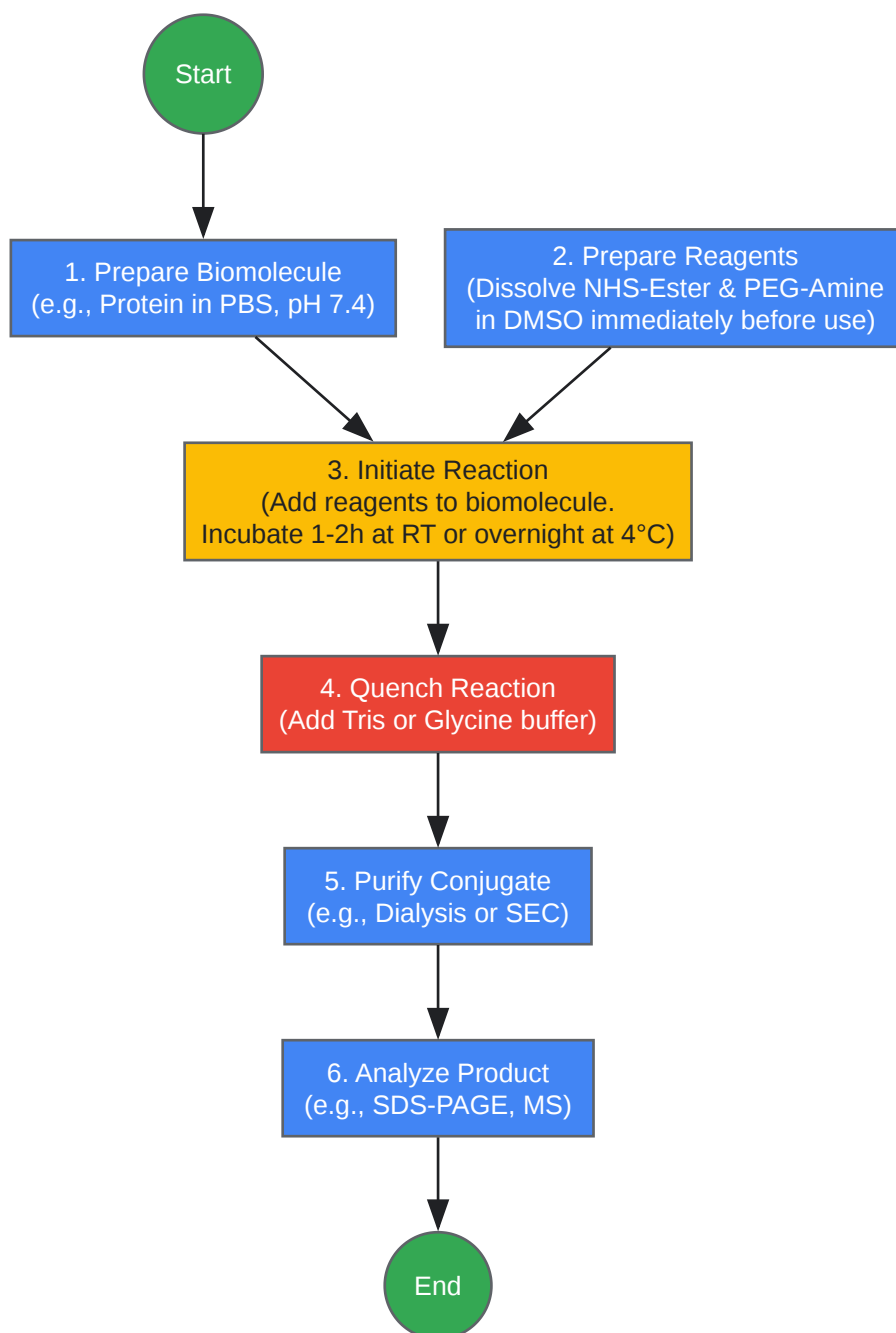 Start
1. Prepare Biomolecule
(e.g., Protein in PBS, pH 7.4)
2. Prepare Reagents
(Dissolve NHS-Ester & PEG-Amine
in DMSO immediately before use)
3. Initiate Reaction
(Add reagents to biomolecule.
Incubate 1-2h at RT or overnight at 4°C)
4. Quench Reaction
(Add Tris or Glycine buffer)
5. Purify Conjugate
(e.g., Dialysis or SEC)
6. Analyze Product
(e.g., SDS-PAGE, MS)
End